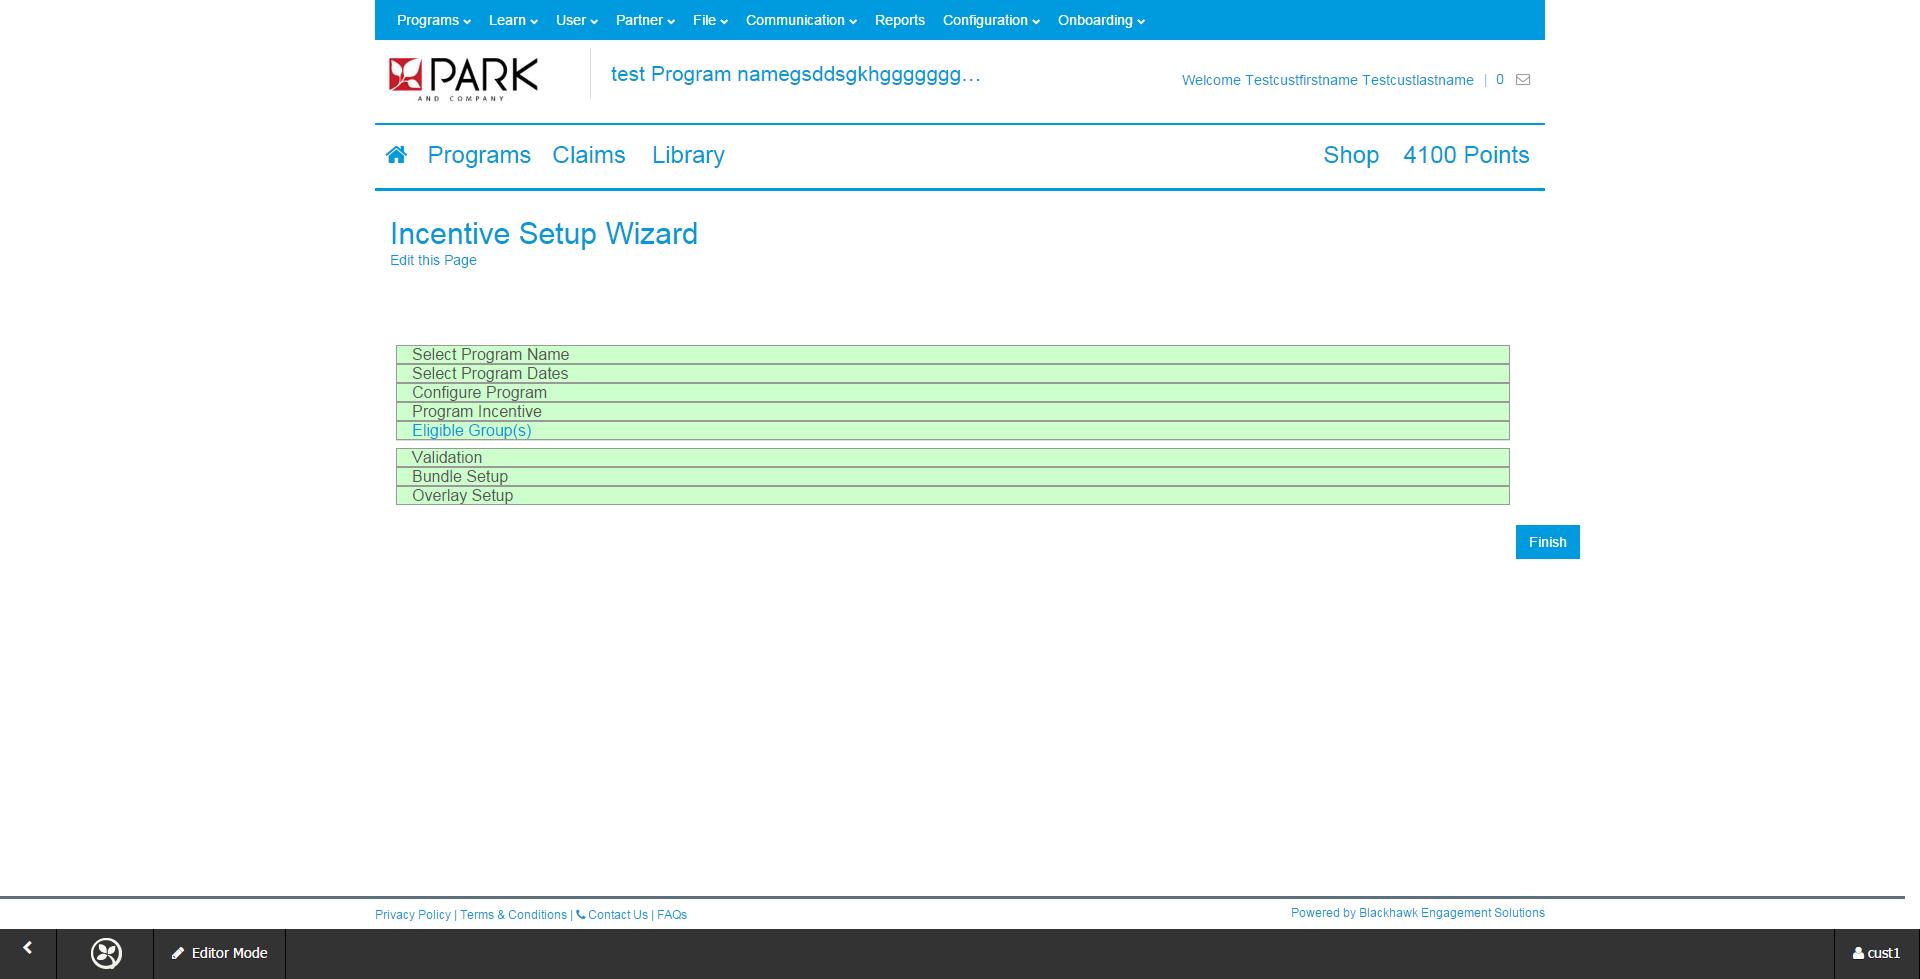 Programs Learn User Partner File Communication Reports Configuration Onboarding
PARK
AND COMPANY
test Program namegsddsgkhggggggg...
Welcome Testcustfirstname Testcustlastname | 0
Programs Claims Library Shop 4100 Points
Incentive Setup Wizard
Edit this Page
Select Program Name
Select Program Dates
Configure Program
Program Incentive
Eligible Group(s)
Validation
Bundle Setup
Overlay Setup
Finish
Privacy Policy | Terms & Conditions | Contact Us | FAQs
Powered by Blackhawk Engagement Solutions
Editor Mode
cust1